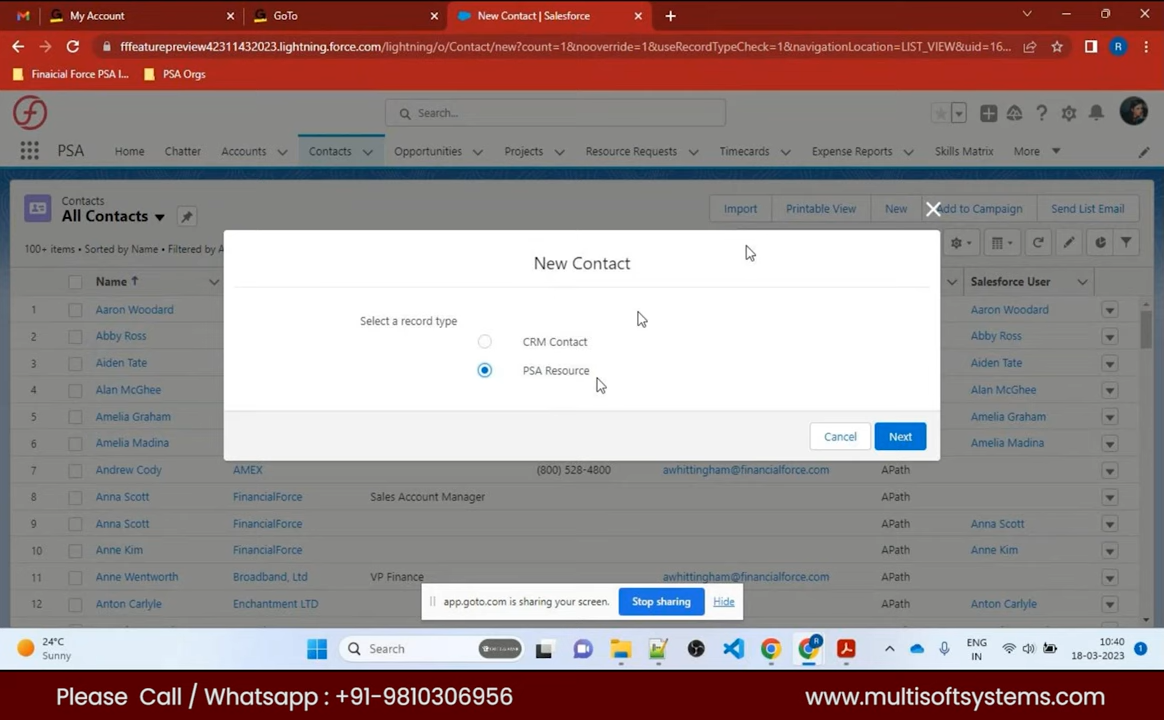 My Account
GoTo
New Contact | Salesforce
fffeaturepreview42311432023.lightning.force.com/lightning/o/Contact/new?count=1&nooverride=1&useRecordTypeCheck=1&navigationLocation=LIST_VIEW&uid=16...
R
Finaicial Force PSA I...
PSA Orgs
Search...
PSA
Home
Chatter
Accounts
Contacts
Opportunities
Projects
Resource Requests
Timecards
Expense Reports
Skills Matrix
More
Contacts
All Contacts
Import
Printable View
New
Add to Campaign
Send List Email
100+ items • Sorted by Name • Filtered by A
New Contact
Select a record type
CRM Contact
PSA Resource
Cancel
Next
Name
Salesforce User
1 Aaron Woodard Aaron Woodard
2 Abby Ross Abby Ross
3 Aiden Tate Aiden Tate
4 Alan McGhee Alan McGhee
5 Amelia Graham Amelia Graham
6 Amelia Madina Amelia Madina
7 Andrew Cody AMEX (800) 528-4800 awhittingham@financialforce.com APath
8 Anna Scott FinancialForce Sales Account Manager APath
9 Anna Scott FinancialForce APath Anna Scott
10 Anne Kim FinancialForce APath Anne Kim
11 Anne Wentworth Broadband, Ltd VP Finance awhittingham@financialforce.com APath
12 Anton Carlyle Enchantment LTD APath Anton Carlyle
app.goto.com is sharing your screen.
Stop sharing
Hide
24°C
Sunny
Search
ENG
IN
10:40
18-03-2023
Please Call / Whatsapp : +91-9810306956
www.multisoftsystems.com